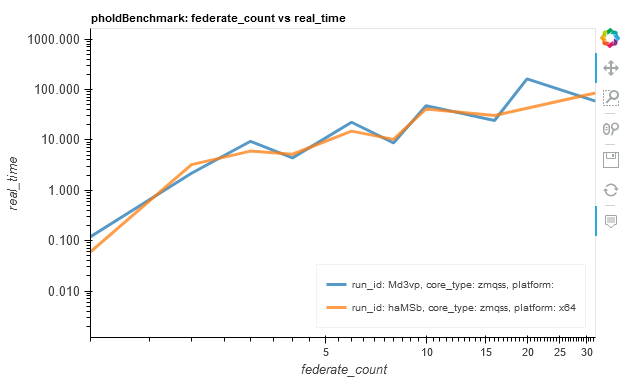 pholdBenchmark: federate_count vs real_time
1000.000
100.000
10.000
1.000
0.100
0.010
real_time
run_id: Md3vp, core_type: zmqss, platform:
run_id: haMSb, core_type: zmqss, platform: x64
5
10
15
20
25
30
federate_count